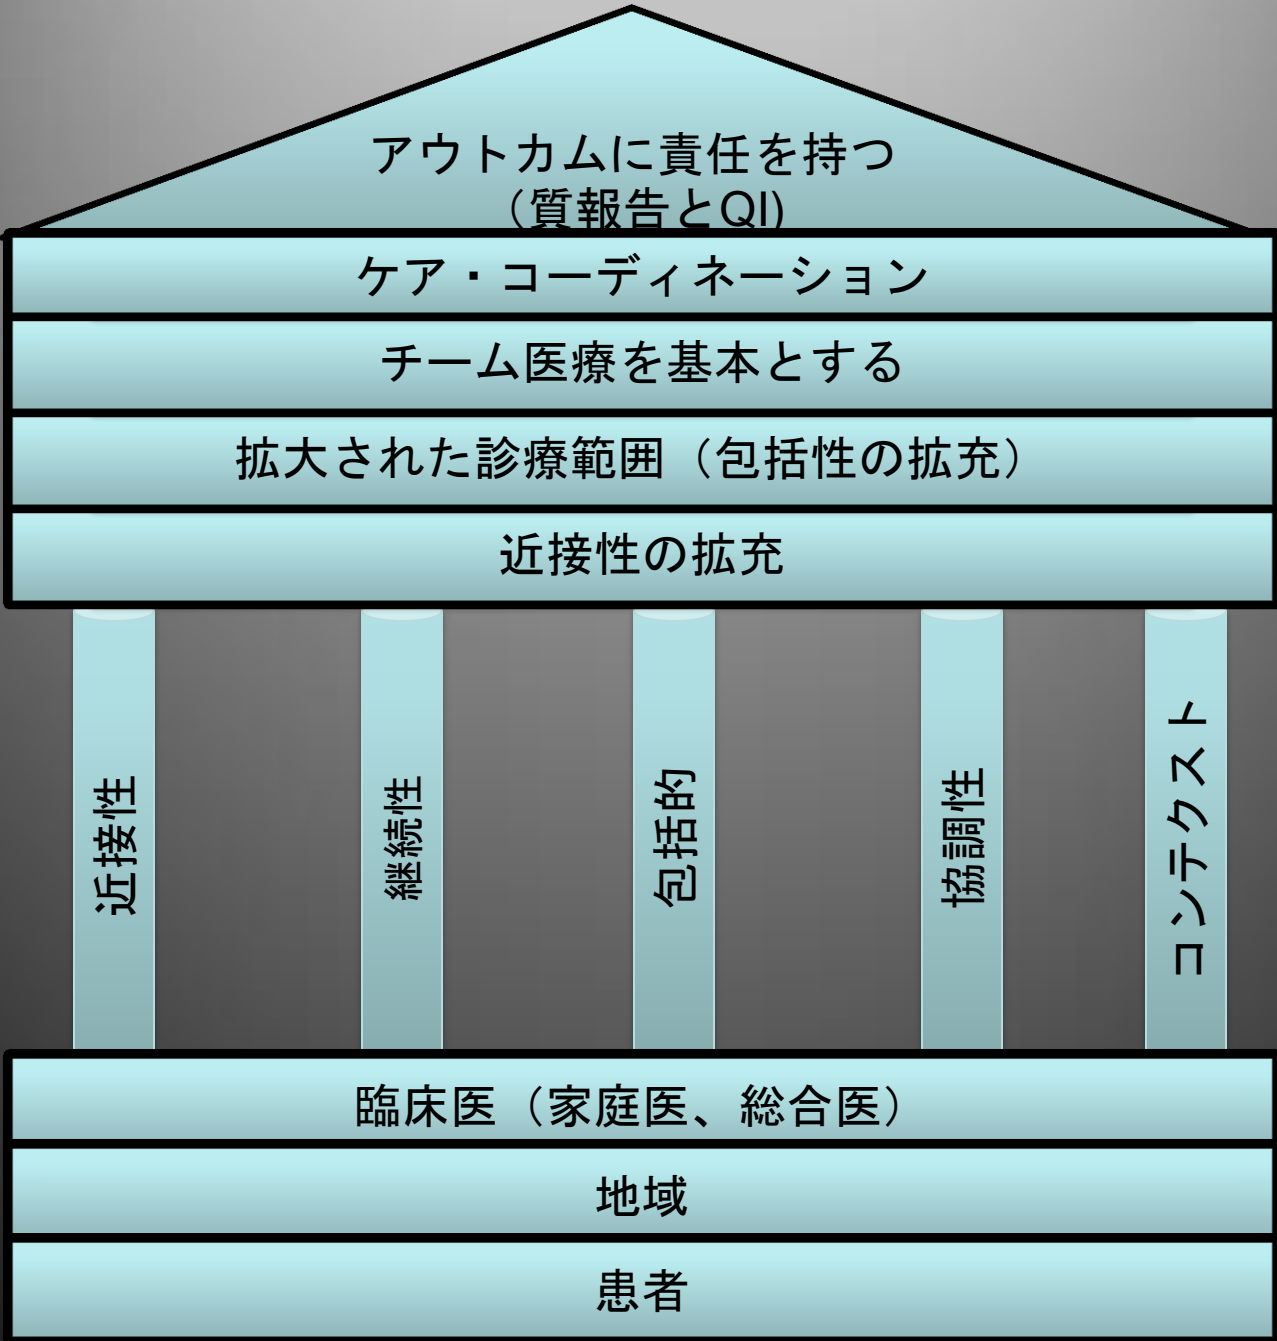 アウトカムに責任を持つ
（質報告とQI)
ケア・コーディネーション
チーム医療を基本とする
拡大された診療範囲（包括性の拡充）
近接性の拡充
近接性
継続性
包括的
協調性
コンテクスト
臨床医（家庭医、総合医）
地域
患者